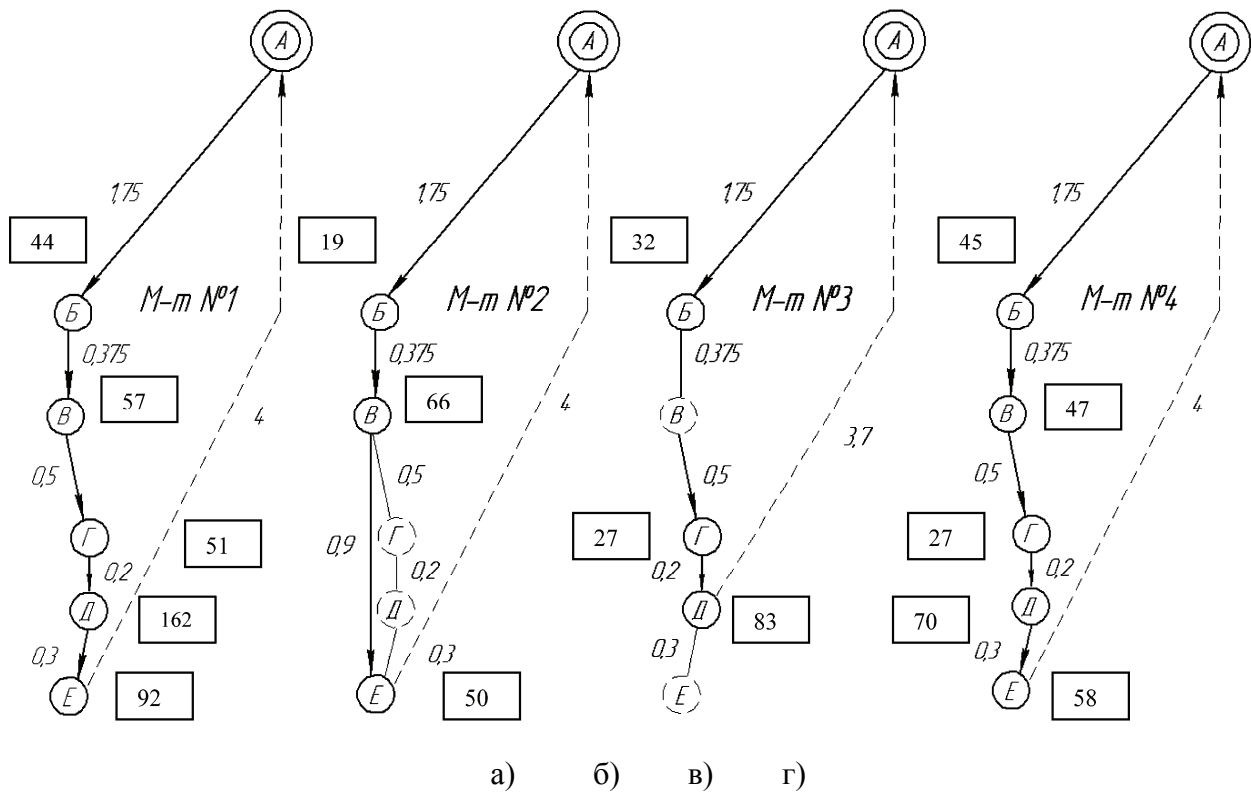 А А А А
1,75 1,75 1,75 1,75
44 19 32 45
Б М-т №1 Б М-т №2 Б М-т №3 Б М-т №4
0,375 0,375 0,375 0,375
В 57 4 В 66 4 В 3,7 В 47 4
0,5 0,5 0,5 0,5
Г 51 0,9 Г 27 Г 27 Г
0,2 0,2 0,2 0,2
Д 162 Д Д 83 70 Д
0,3 0,3 0,3 0,3
Е 92 Е 50 Е Е 58
а) б) в) г)